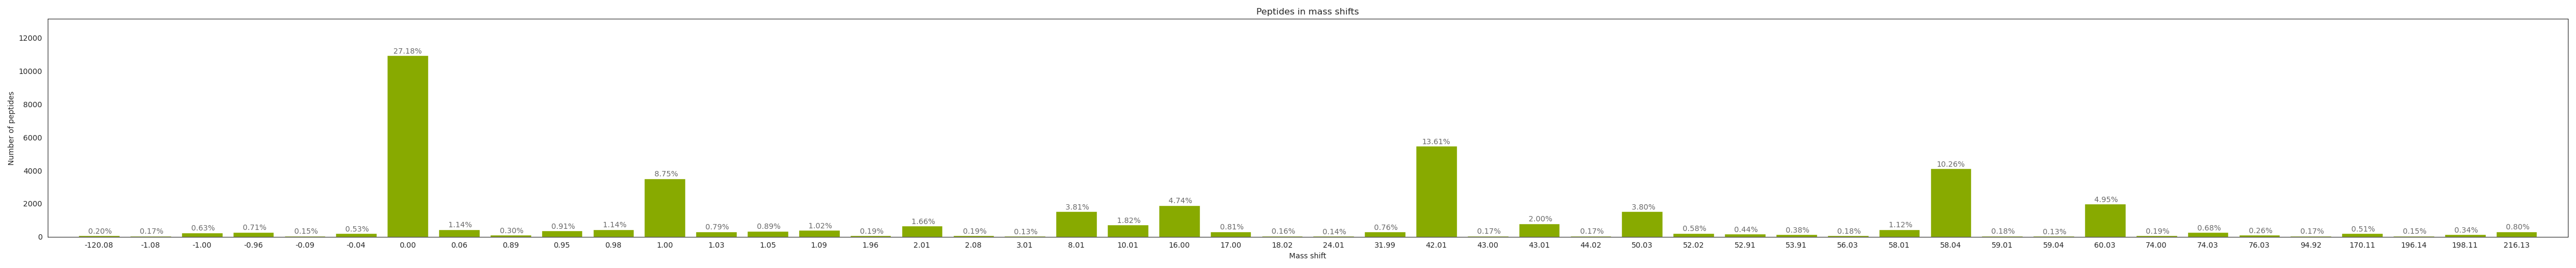 Peptides in mass shifts
Number of peptides
12000
10000
8000
6000
4000
2000
0
0.20% 0.17% 0.63% 0.71% 0.15% 0.53% 27.18% 1.14% 0.30% 0.91% 1.14% 8.75% 0.79% 0.89% 1.02% 0.19% 1.66% 0.19% 0.13% 3.81% 1.82% 4.74% 0.81% 0.16% 0.14% 0.76% 13.61% 0.17% 2.00% 0.17% 3.80% 0.58% 0.44% 0.38% 0.18% 1.12% 10.26% 0.18% 0.13% 4.95% 0.19% 0.68% 0.26% 0.17% 0.51% 0.15% 0.34% 0.80%
-120.08 -1.08 -1.00 -0.96 -0.09 -0.04 0.00 0.06 0.89 0.95 0.98 1.00 1.03 1.05 1.09 1.96 2.01 2.08 3.01 8.01 10.01 16.00 17.00 18.02 24.01 31.99 42.01 43.00 43.01 44.02 50.03 52.02 52.91 53.91 56.03 58.01 58.04 59.01 59.04 60.03 74.00 74.03 76.03 94.92 170.11 196.14 198.11 216.13
Mass shift